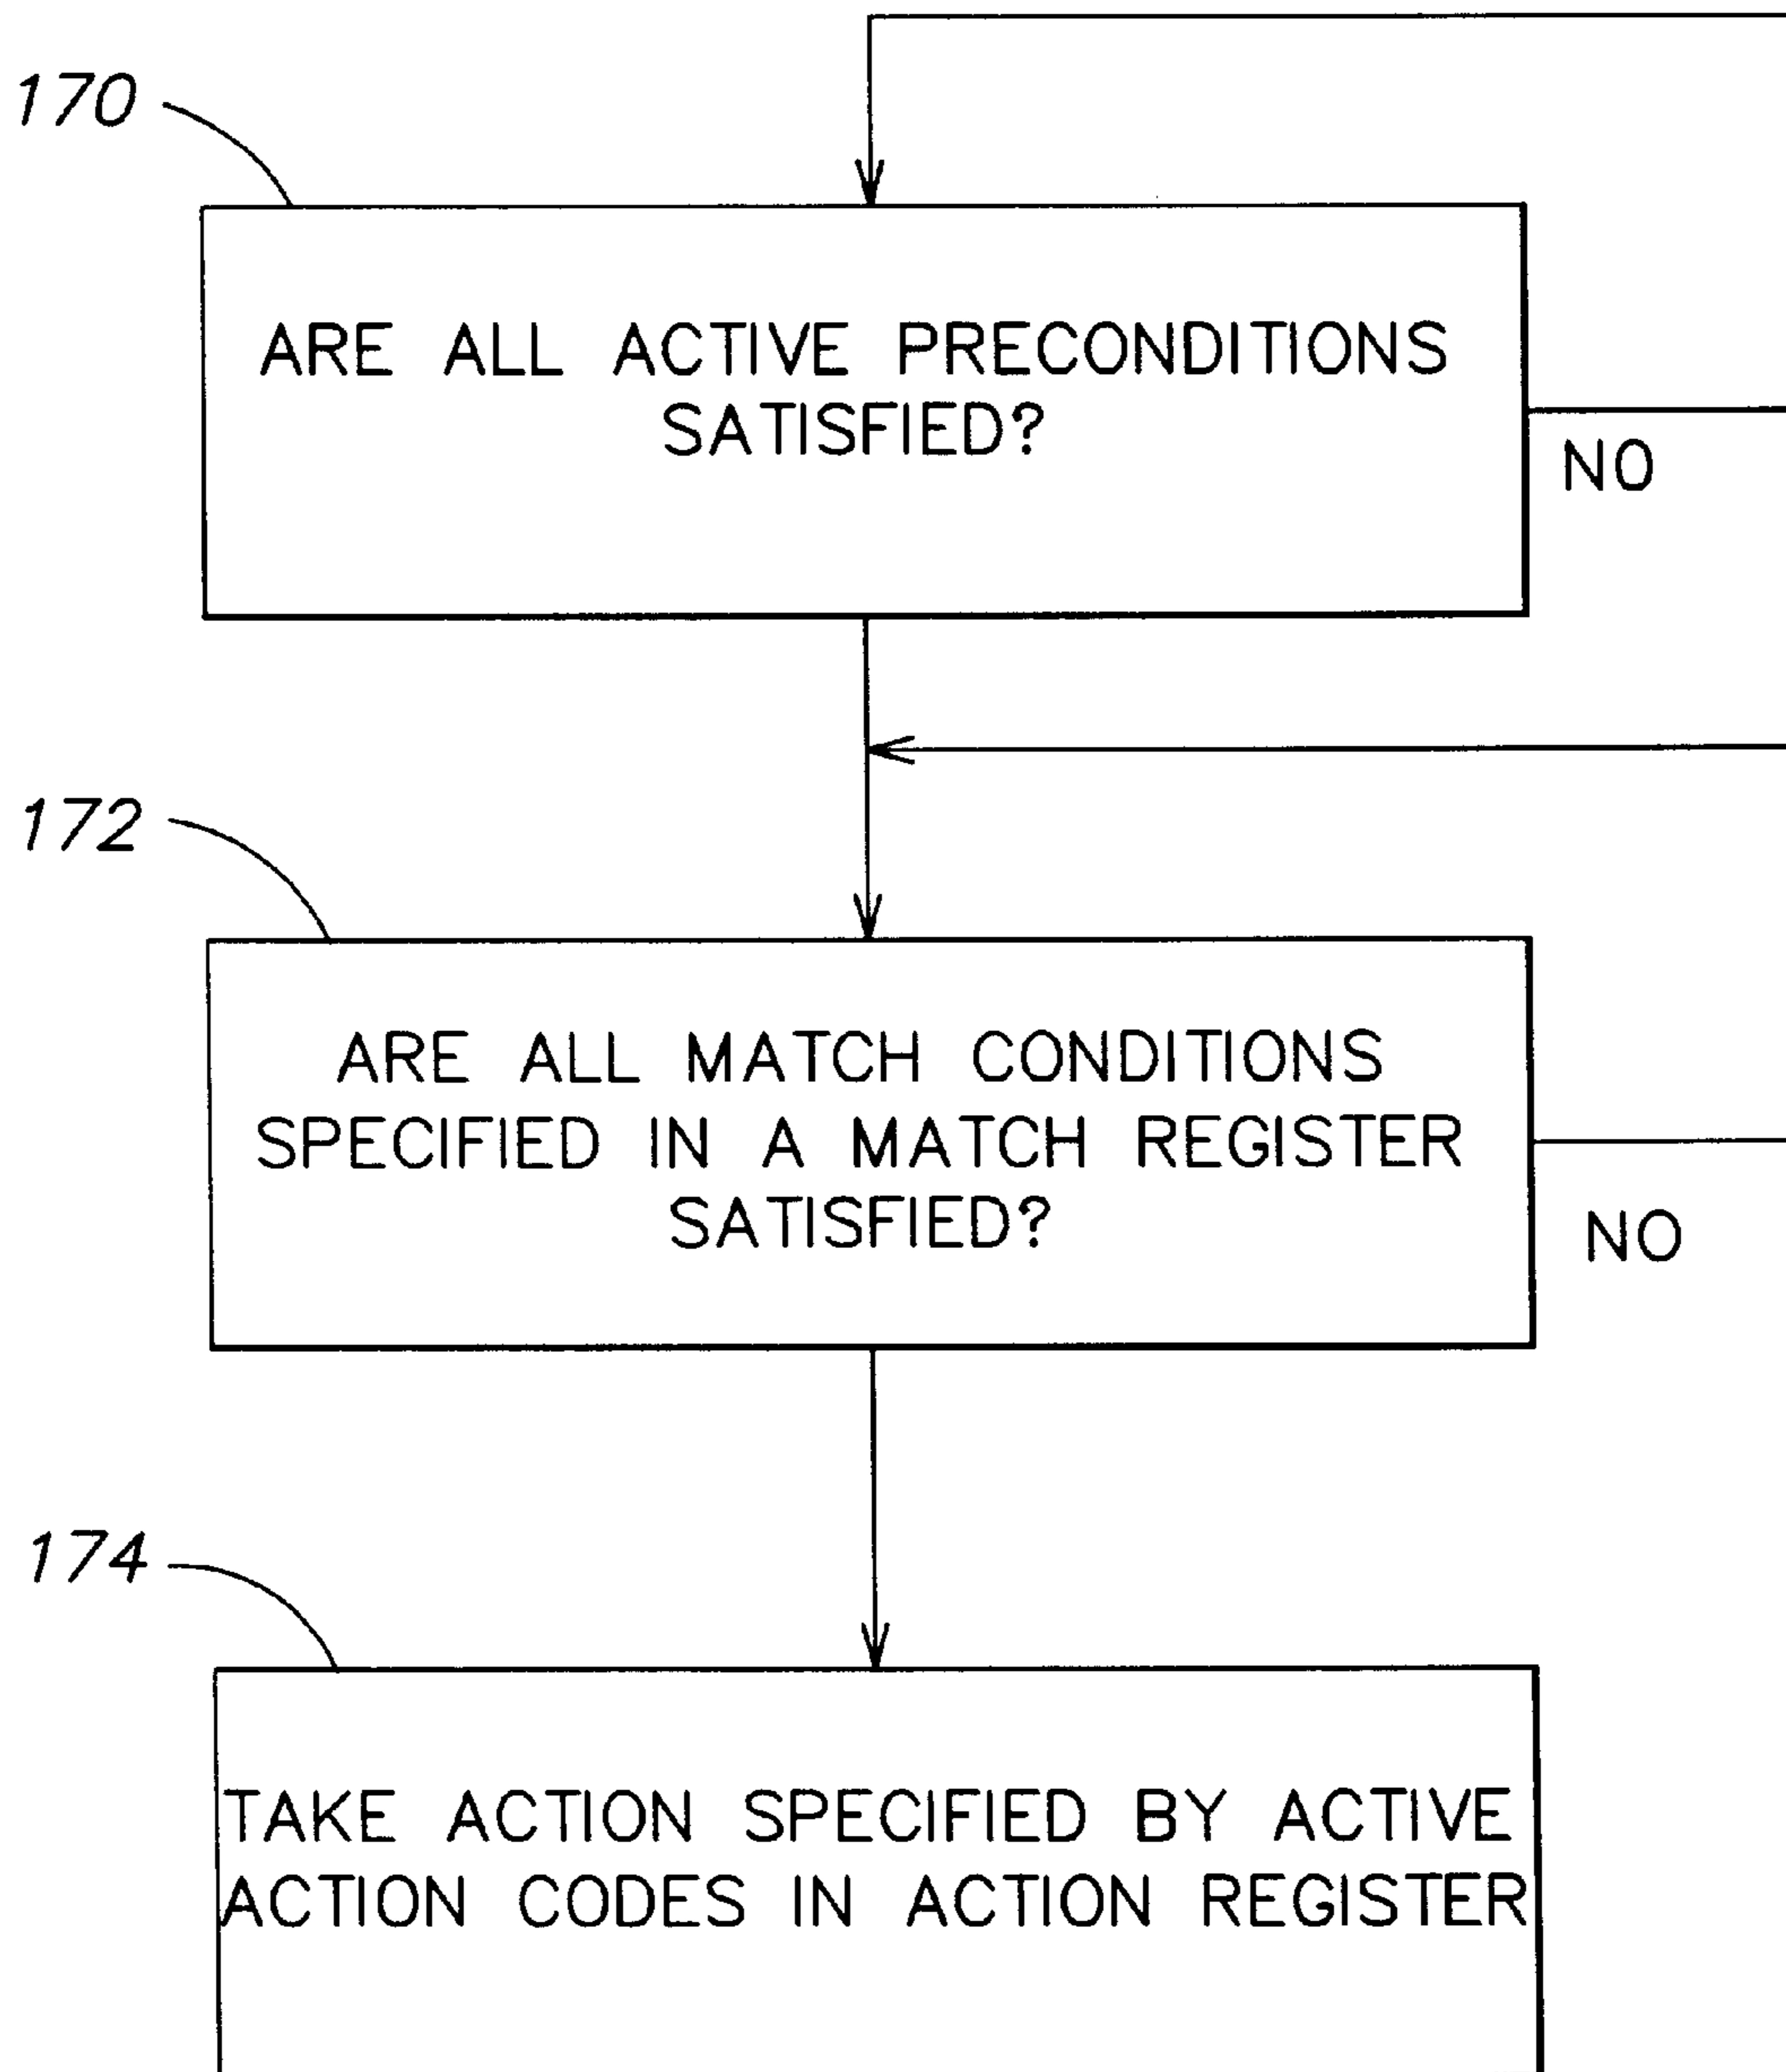 170
ARE ALL ACTIVE PRECONDITIONS
SATISFIED?
NO
172
ARE ALL MATCH CONDITIONS
SPECIFIED IN A MATCH REGISTER
SATISFIED?
NO
174
TAKE ACTION SPECIFIED BY ACTIVE
ACTION CODES IN ACTION REGISTER